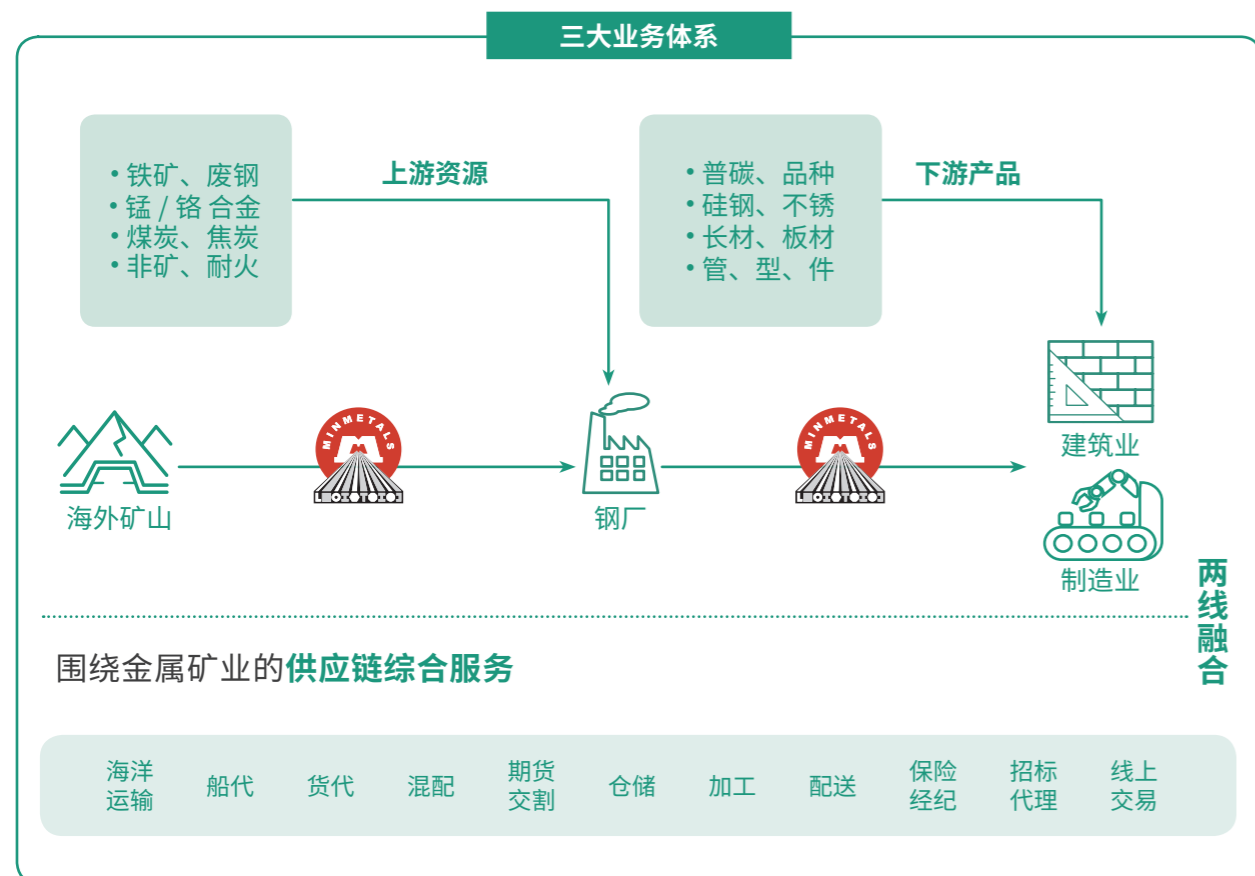 三大业务体系
• 铁矿、废钢
• 锰 / 铬 合金
• 煤炭、焦炭
• 非矿、耐火
上游资源
• 普碳、品种
• 硅钢、不锈
• 长材、板材
• 管、型、件
下游产品
海外矿山
MINMETALS
钢厂
MINMETALS
建筑业
制造业
两线融合
围绕金属矿业的供应链综合服务
海洋
运输
船代
货代
混配
期货
交割
仓储
加工
配送
保险
经纪
招标
代理
线上
交易